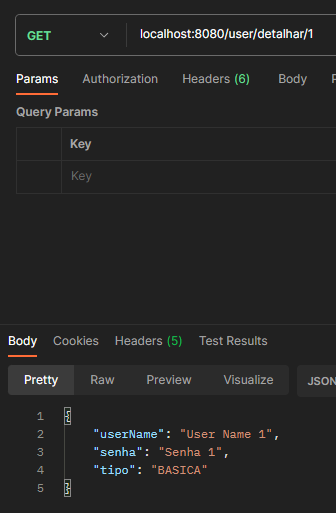 GET localhost:8080/user/detalhar/1
Params Authorization Headers (6) Body
Query Params
Key
Key
Body Cookies Headers (5) Test Results
Pretty Raw Preview Visualize JSON
1 {
2 "userName": "User Name 1",
3 "senha": "Senha 1",
4 "tipo": "BASICA"
5 }